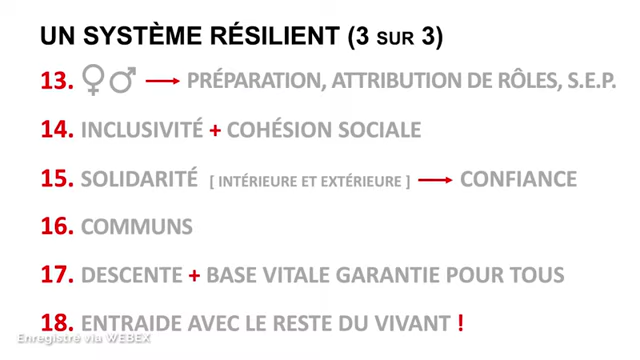 UN SYSTÈME RÉSILIENT (3 SUR 3)
13. ♀♂ → PRÉPARATION, ATTRIBUTION DE RÔLES, S.E.P.
14. INCLUSIVITÉ + COHÉSION SOCIALE
15. SOLIDARITÉ [ INTÉRIEURE ET EXTÉRIEURE ] → CONFIANCE
16. COMMUNS
17. DESCENTE + BASE VITALE GARANTIE POUR TOUS
18. ENTRAIDE AVEC LE RESTE DU VIVANT !
Enregistré via WEBEX